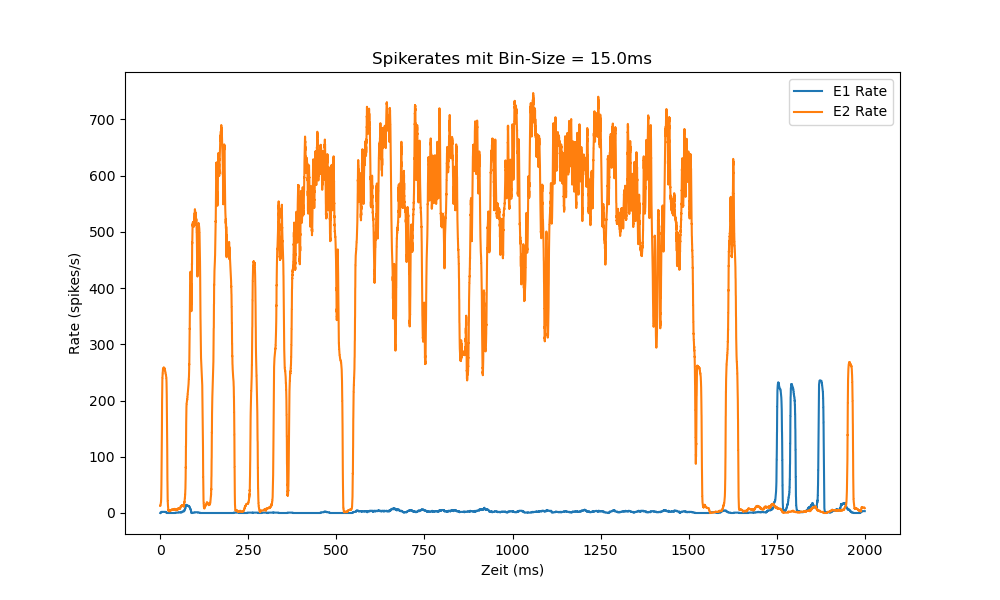 Spikerates mit Bin-Size = 15.0ms
E1 Rate
E2 Rate
Rate (spikes/s)
700
600
500
400
300
200
100
0
0 250 500 750 1000 1250 1500 1750 2000
Zeit (ms)